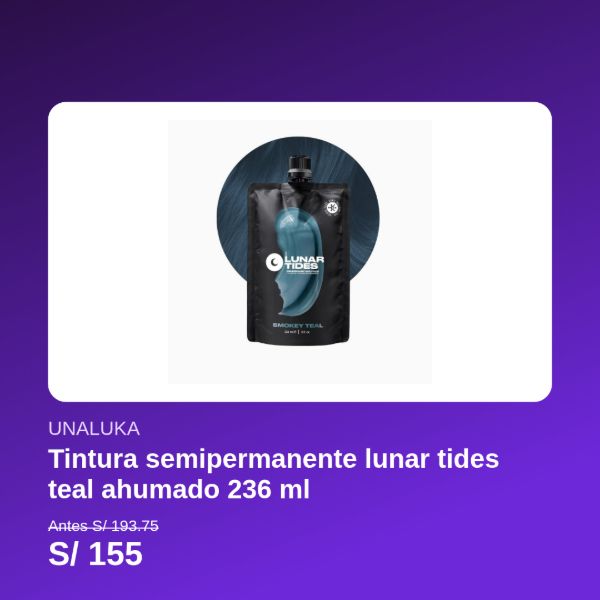 LUNAR
TIDES
SMOKEY TEAL
UNALUKA
Tintura semipermanente lunar tides
teal ahumado 236 ml
Antes S/ 193.75
S/ 155